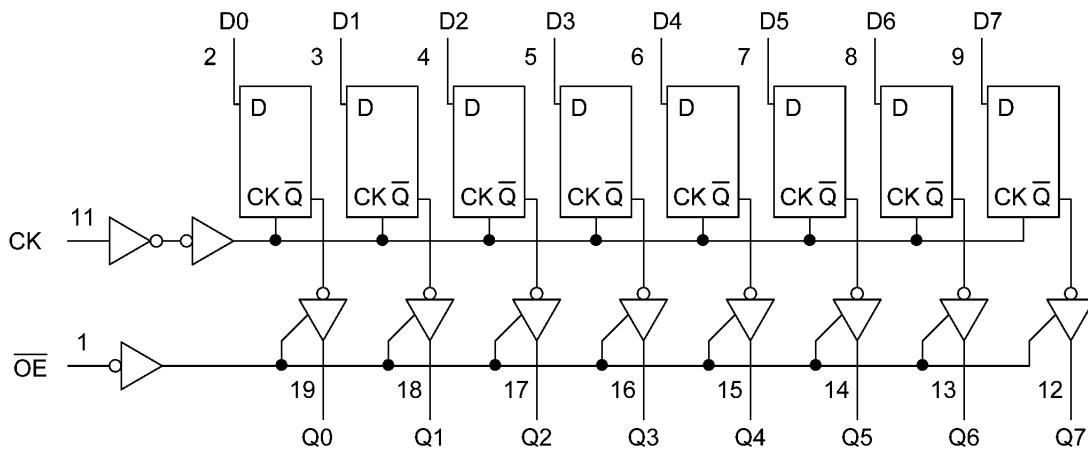 D0 D1 D2 D3 D4 D5 D6 D7
2 3 4 5 6 7 8 9
D D D D D D D D
CK Q̅ CK Q̅ CK Q̅ CK Q̅ CK Q̅ CK Q̅ CK Q̅ CK Q̅
11
CK
1
O̅E̅
19 18 17 16 15 14 13 12
Q0 Q1 Q2 Q3 Q4 Q5 Q6 Q7